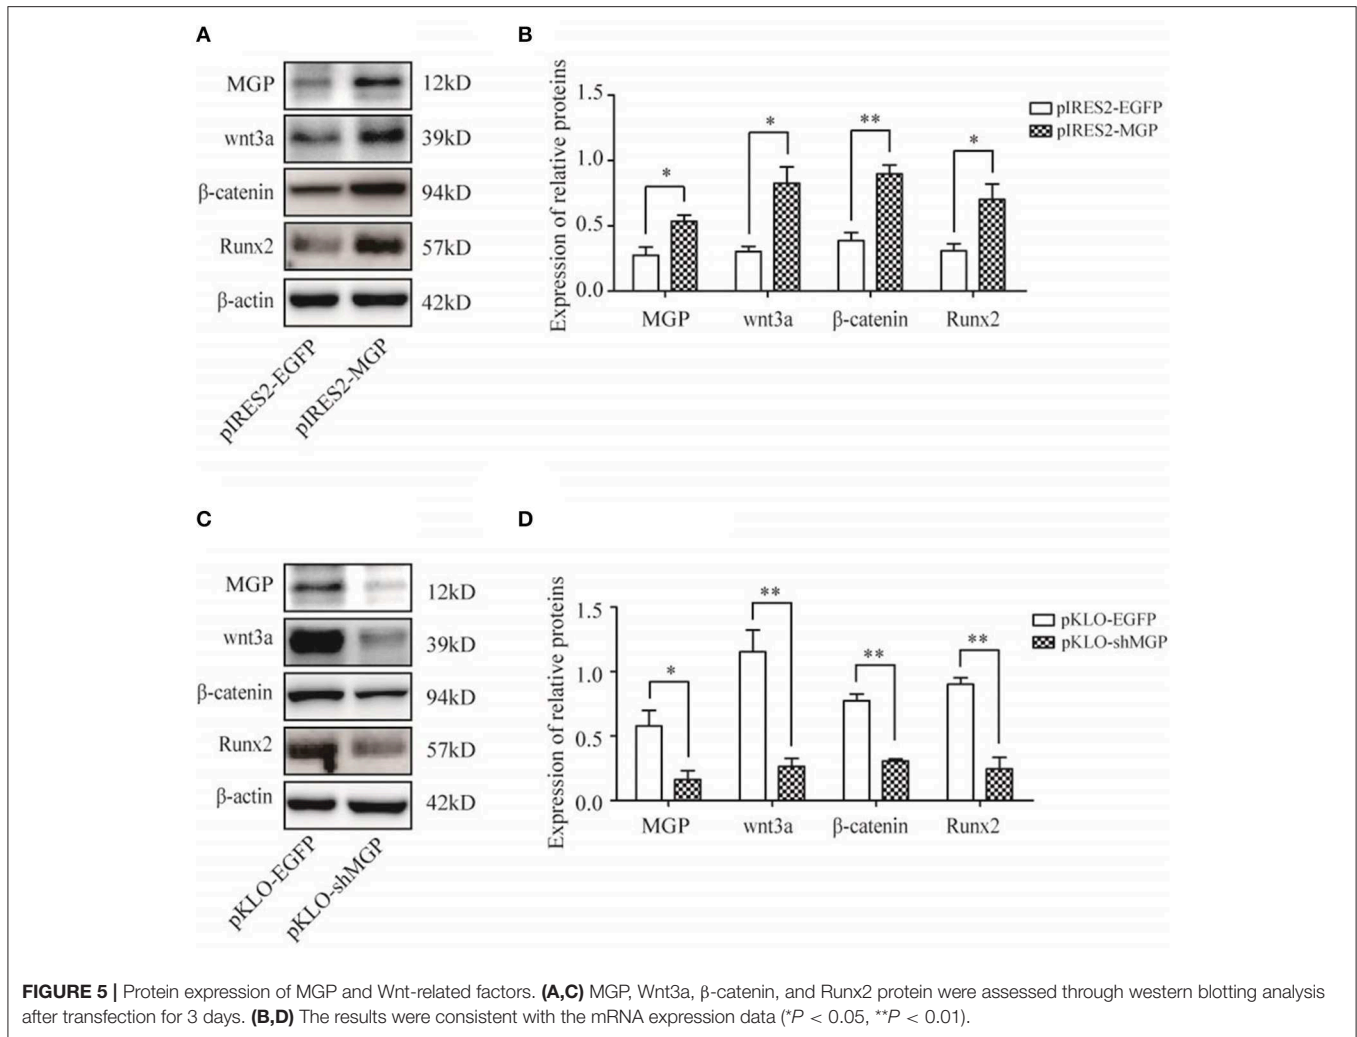 A
MGP 12kD
wnt3a 39kD
β-catenin 94kD
Runx2 57kD
β-actin 42kD
pIRES2-EGFP
pIRES2-MGP
B
Expression of relative proteins
1.5
1.0
0.5
0.0
*
*
**
*
MGP wnt3a β-catenin Runx2
pIRES2-EGFP
pIRES2-MGP
C
MGP 12kD
wnt3a 39kD
β-catenin 94kD
Runx2 57kD
β-actin 42kD
pKLO-EGFP
pKLO-shMGP
D
Expression of relative proteins
1.5
1.0
0.5
0.0
*
**
**
**
MGP wnt3a β-catenin Runx2
pKLO-EGFP
pKLO-shMGP
FIGURE 5 | Protein expression of MGP and Wnt-related factors. (A,C) MGP, Wnt3a, β-catenin, and Runx2 protein were assessed through western blotting analysis
after transfection for 3 days. (B,D) The results were consistent with the mRNA expression data (*P < 0.05, **P < 0.01).